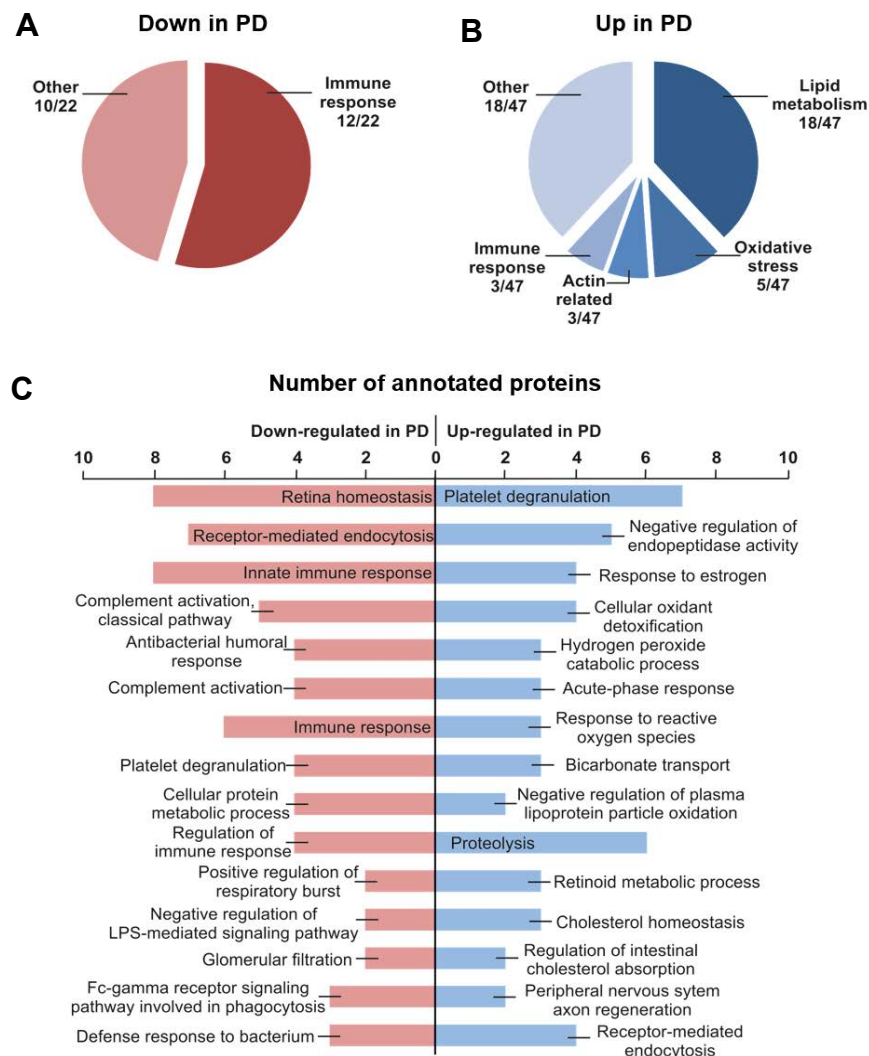 A
Down in PD
Other
10/22
Immune
response
12/22
B
Up in PD
Other
18/47
Lipid
metabolism
18/47
Immune
response
3/47
Actin
related
3/47
Oxidative
stress
5/47
C
Number of annotated proteins
Down-regulated in PD
Up-regulated in PD
10 8 6 4 2 0 2 4 6 8 10
Retina homeostasis
Platelet degranulation
Receptor-mediated endocytosis
Negative regulation of
endopeptidase activity
Innate immune response
Response to estrogen
Complement activation,
classical pathway
Cellular oxidant
detoxification
Antibacterial humoral
response
Hydrogen peroxide
catabolic process
Complement activation
Acute-phase response
Immune response
Response to reactive
oxygen species
Platelet degranulation
Bicarbonate transport
Cellular protein
metabolic process
Negative regulation of plasma
lipoprotein particle oxidation
Regulation of
immune response
Proteolysis
Positive regulation of
respiratory burst
Retinoid metabolic process
Negative regulation of
LPS-mediated signaling pathway
Cholesterol homeostasis
Glomerular filtration
Regulation of intestinal
cholesterol absorption
Fc-gamma receptor signaling
pathway involved in phagocytosis
Peripheral nervous sytem
axon regeneration
Defense response to bacterium
Receptor-mediated
endocytosis